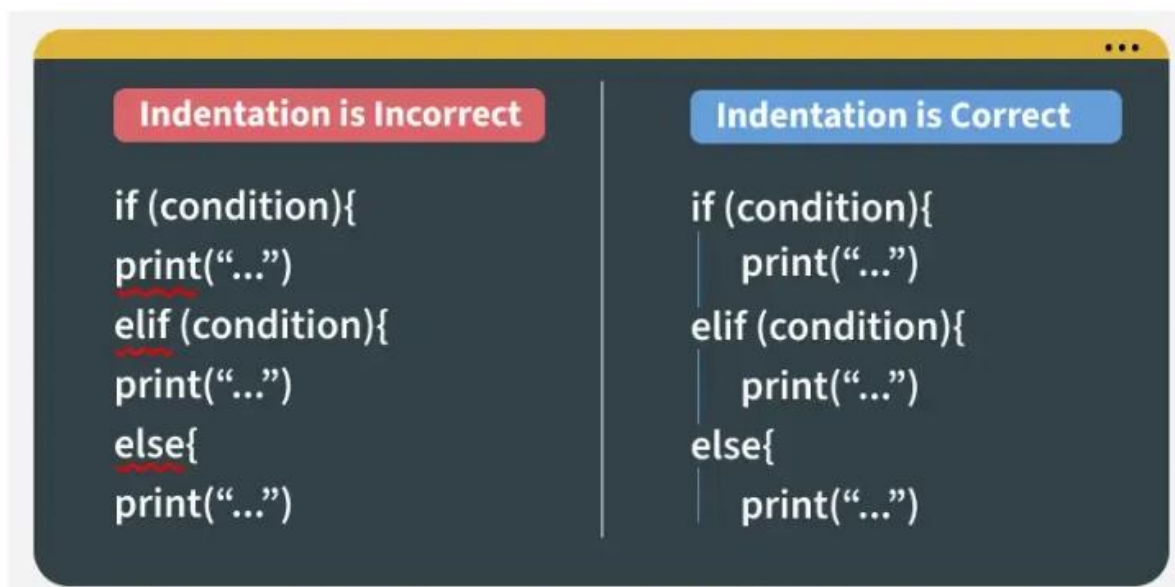 Indentation is Incorrect
if (condition){
print(“...”)
elif (condition){
print(“...”)
else{
print(“...”)
Indentation is Correct
if (condition){
print(“...”)
elif (condition){
print(“...”)
else{
print(“...”)